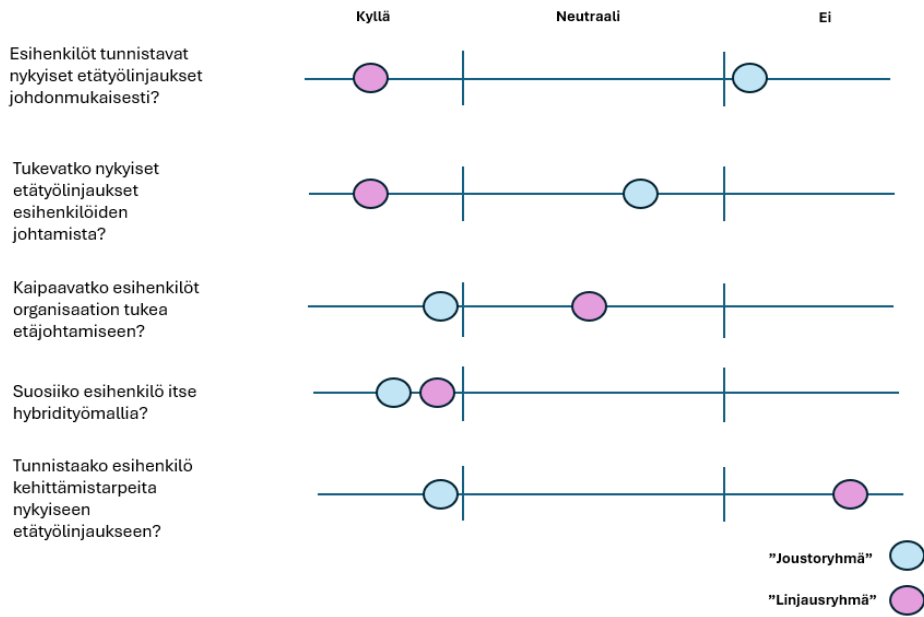 Kyllä
Neutraali
Ei
Esihenkilöt tunnistavat
nykyiset etätyölinjaukset
johdonmukaisesti?
Tukevatko nykyiset
etätyölinjaukset
esihenkilöiden
johtamista?
Kaipaavatko esihenkilöt
organisaation tukea
etäjohtamiseen?
Suosiiko esihenkilö itse
hybridityömallia?
Tunnistaako esihenkilö
kehittämistarpeita
nykyiseen
etätyölinjaukseen?
”Joustoryhmä”
”Linjausryhmä”